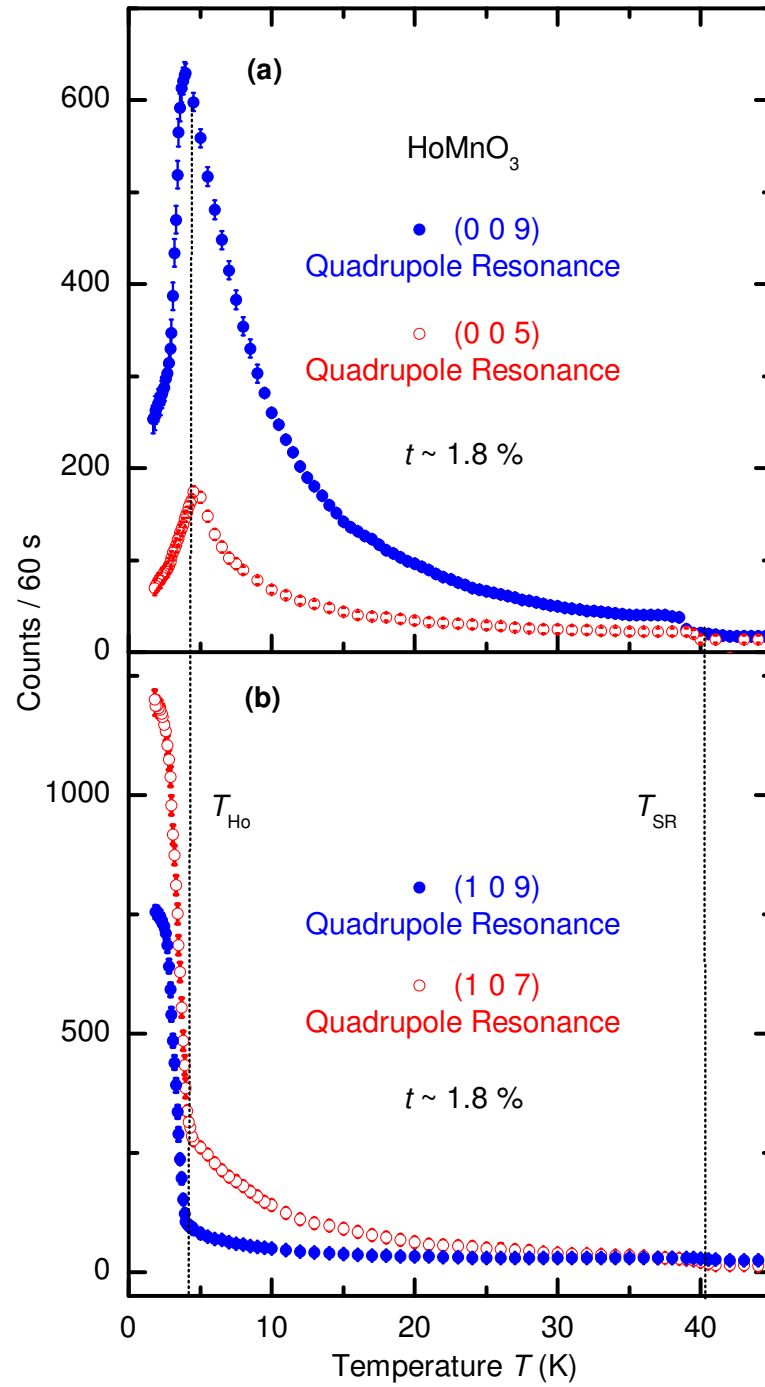 (a)
HoMnO₃
(0 0 9)
Quadrupole Resonance
(0 0 5)
Quadrupole Resonance
t ~ 1.8 %
600
400
200
0
Counts / 60 s
(b)
T_Ho
T_SR
(1 0 9)
Quadrupole Resonance
(1 0 7)
Quadrupole Resonance
t ~ 1.8 %
1000
500
0
0 10 20 30 40
Temperature T (K)